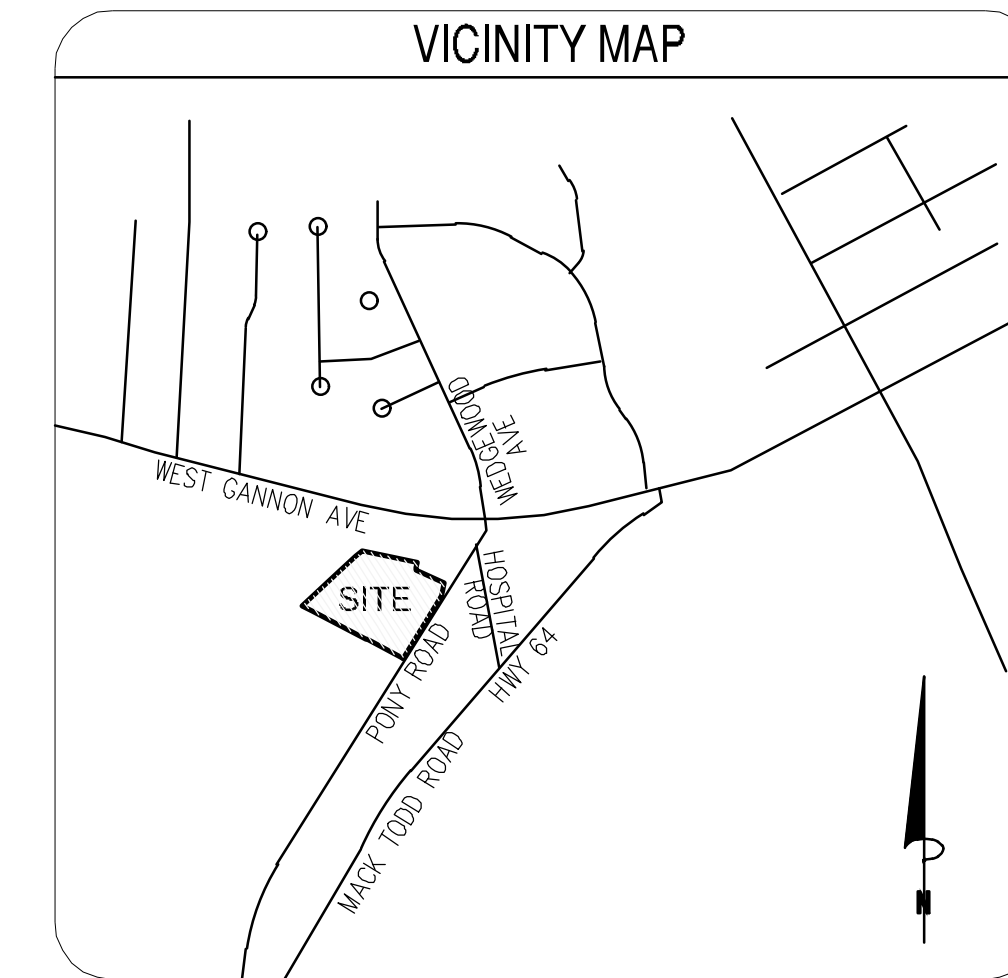 VICINITY MAP
WEDGEWOOD
AVE
WEST GANNON AVE
HOSPITAL
ROAD
SITE
PONY ROAD
HWY 64
MACK TODD ROAD
N